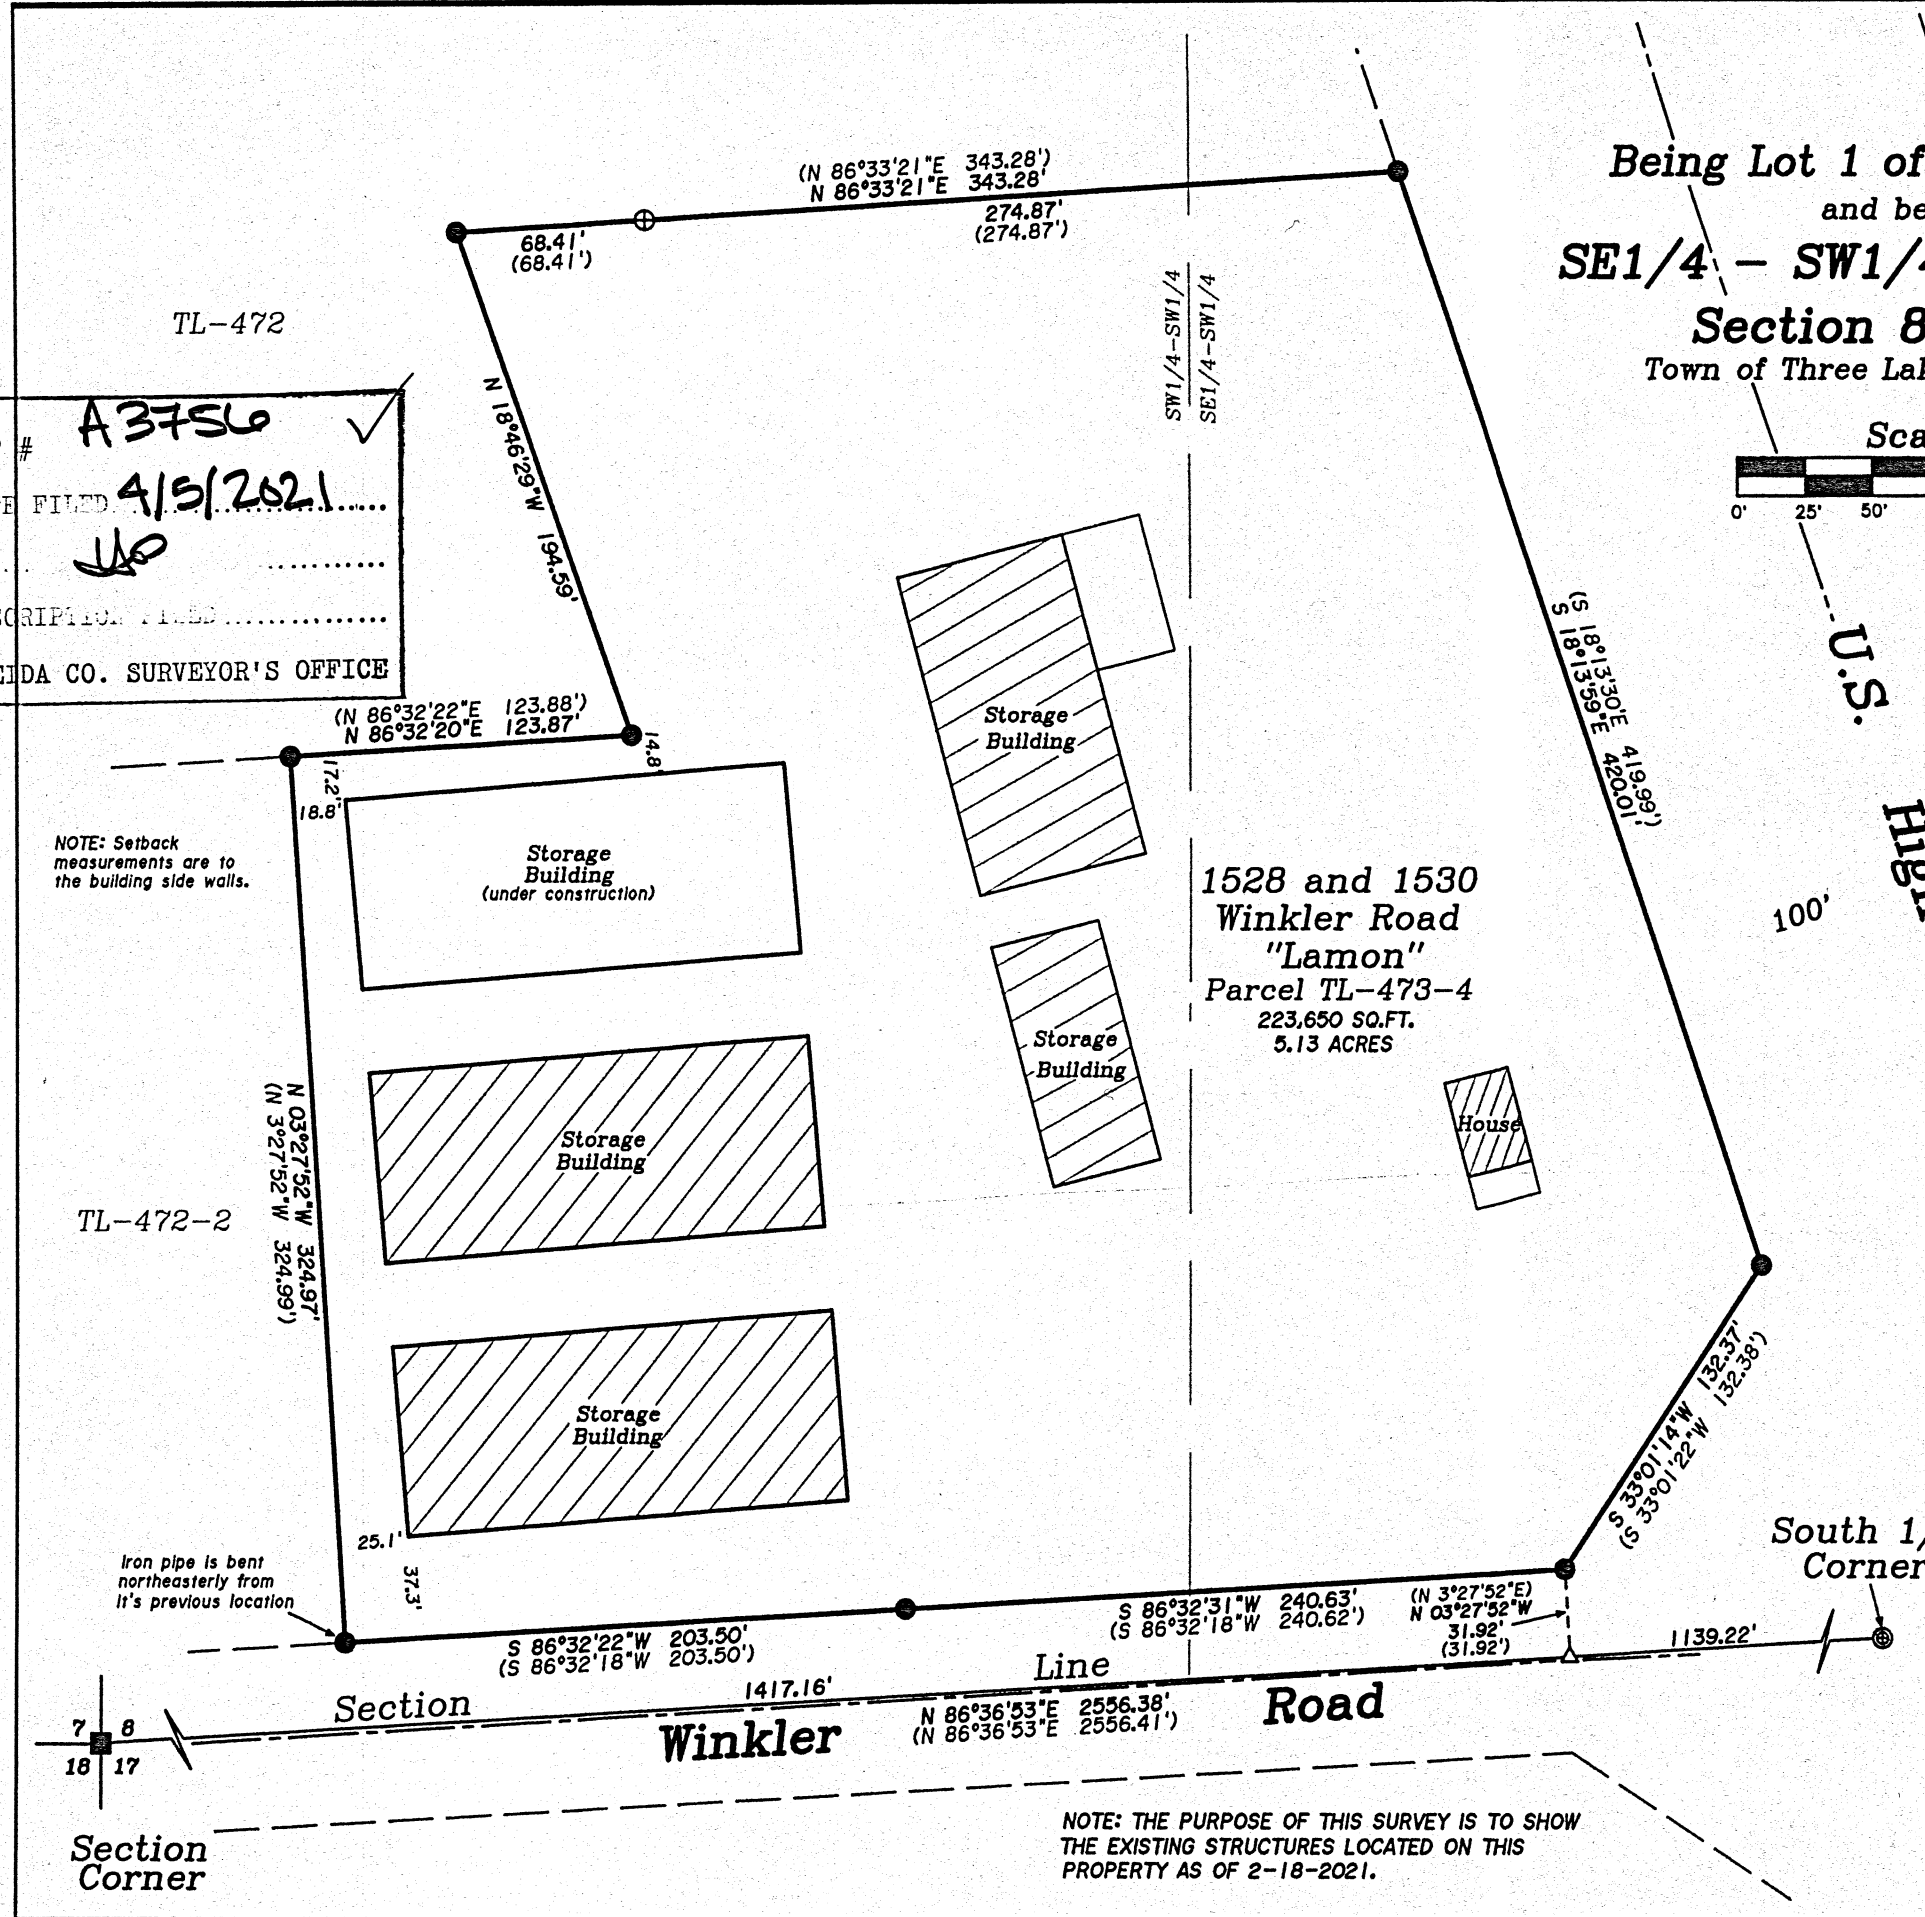 (N 86°33'21"E 343.28')
N 86°33'21"E 343.28'
68.41'
(68.41')
274.87'
(274.87')
Being Lot 1 of
and be
SE1/4 - SW1/4
Section 8
Town of Three Lak
Sca
0' 25' 50'
TL-472
SW1/4-SW1/4
SE1/4-SW1/4
# A3756
FILED 4/5/2021
EIDA CO. SURVEYOR'S OFFICE
N 18°46'29"W 194.59'
(S 18°13'30"E 419.99')
S 18°13'59"E 420.01'
U.S.
High
100'
(N 86°32'22"E 123.88')
N 86°32'20"E 123.87'
14.8'
17.2'
18.8'
NOTE: Setback
measurements are to
the building side walls.
Storage
Building
(under construction)
Storage
Building
Storage
Building
1528 and 1530
Winkler Road
"Lamon"
Parcel TL-473-4
223,650 SQ.FT.
5.13 ACRES
House
N 03°27'52"W 324.97'
(N 3°27'52"W 324.99')
TL-472-2
Storage
Building
Storage
Building
25.1'
37.3'
Iron pipe is bent
northeasterly from
it's previous location
S 33°01'14"W 132.37'
(S 33°01'22"W 132.38')
South 1/
Corner
S 86°32'22"W 203.50'
(S 86°32'18"W 203.50')
S 86°32'31"W 240.63'
(S 86°32'18"W 240.62')
(N 3°27'52"E)
N 03°27'52"W
31.92'
(31.92')
1139.22'
Section Line
1417.16'
N 86°36'53"E 2556.38'
(N 86°36'53"E 2556.41')
Winkler Road
7 8
18 17
Section
Corner
NOTE: THE PURPOSE OF THIS SURVEY IS TO SHOW
THE EXISTING STRUCTURES LOCATED ON THIS
PROPERTY AS OF 2-18-2021.